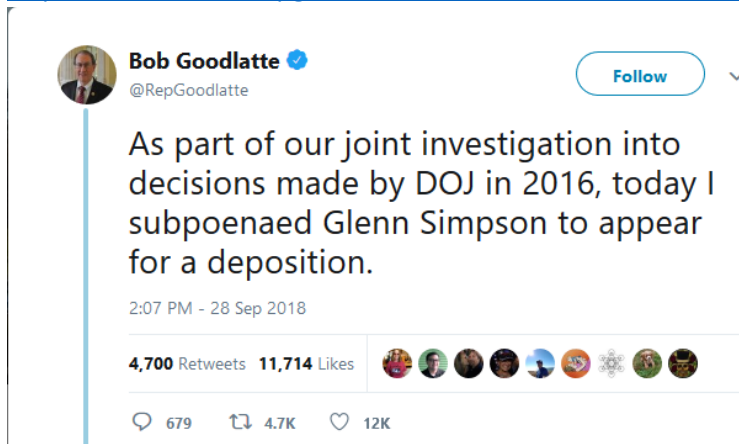 Bob Goodlatte
@RepGoodlatte
Follow
As part of our joint investigation into
decisions made by DOJ in 2016, today I
subpoenaed Glenn Simpson to appear
for a deposition.
2:07 PM - 28 Sep 2018
4,700 Retweets 11,714 Likes
679 4.7K 12K